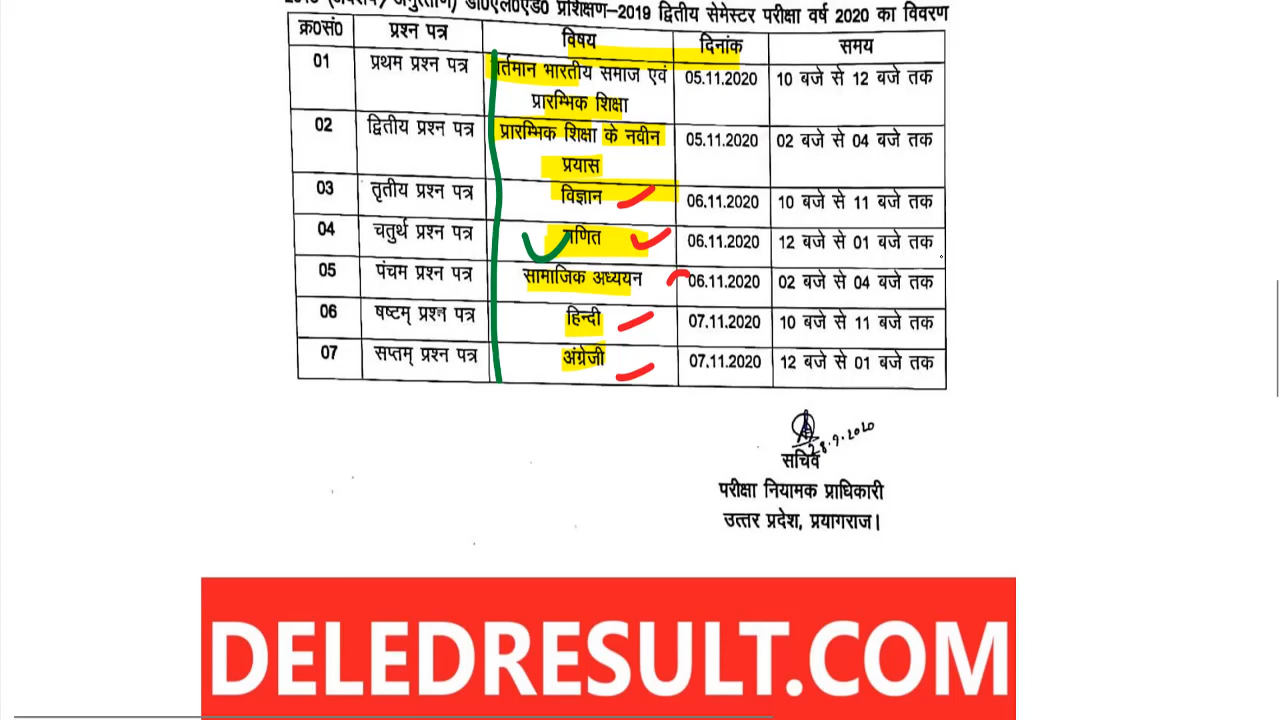 डी0एल0एड0 प्रशिक्षण–2019 द्वितीय सेमेस्टर परीक्षा वर्ष 2020 का विवरण
क्र0सं0 प्रश्न पत्र विषय दिनांक समय
01 प्रथम प्रश्न पत्र वर्तमान भारतीय समाज एवं 05.11.2020 10 बजे से 12 बजे तक
प्रारम्भिक शिक्षा
02 द्वितीय प्रश्न पत्र प्रारम्भिक शिक्षा के नवीन 05.11.2020 02 बजे से 04 बजे तक
प्रयास
03 तृतीय प्रश्न पत्र विज्ञान 06.11.2020 10 बजे से 11 बजे तक
04 चतुर्थ प्रश्न पत्र गणित 06.11.2020 12 बजे से 01 बजे तक
05 पंचम प्रश्न पत्र सामाजिक अध्ययन 06.11.2020 02 बजे से 04 बजे तक
06 षष्टम् प्रश्न पत्र हिन्दी 07.11.2020 10 बजे से 11 बजे तक
07 सप्तम् प्रश्न पत्र अंग्रेजी 07.11.2020 12 बजे से 01 बजे तक
28.9.2020
सचिव
परीक्षा नियामक प्राधिकारी
उत्तर प्रदेश, प्रयागराज।
DELEDRESULT.COM